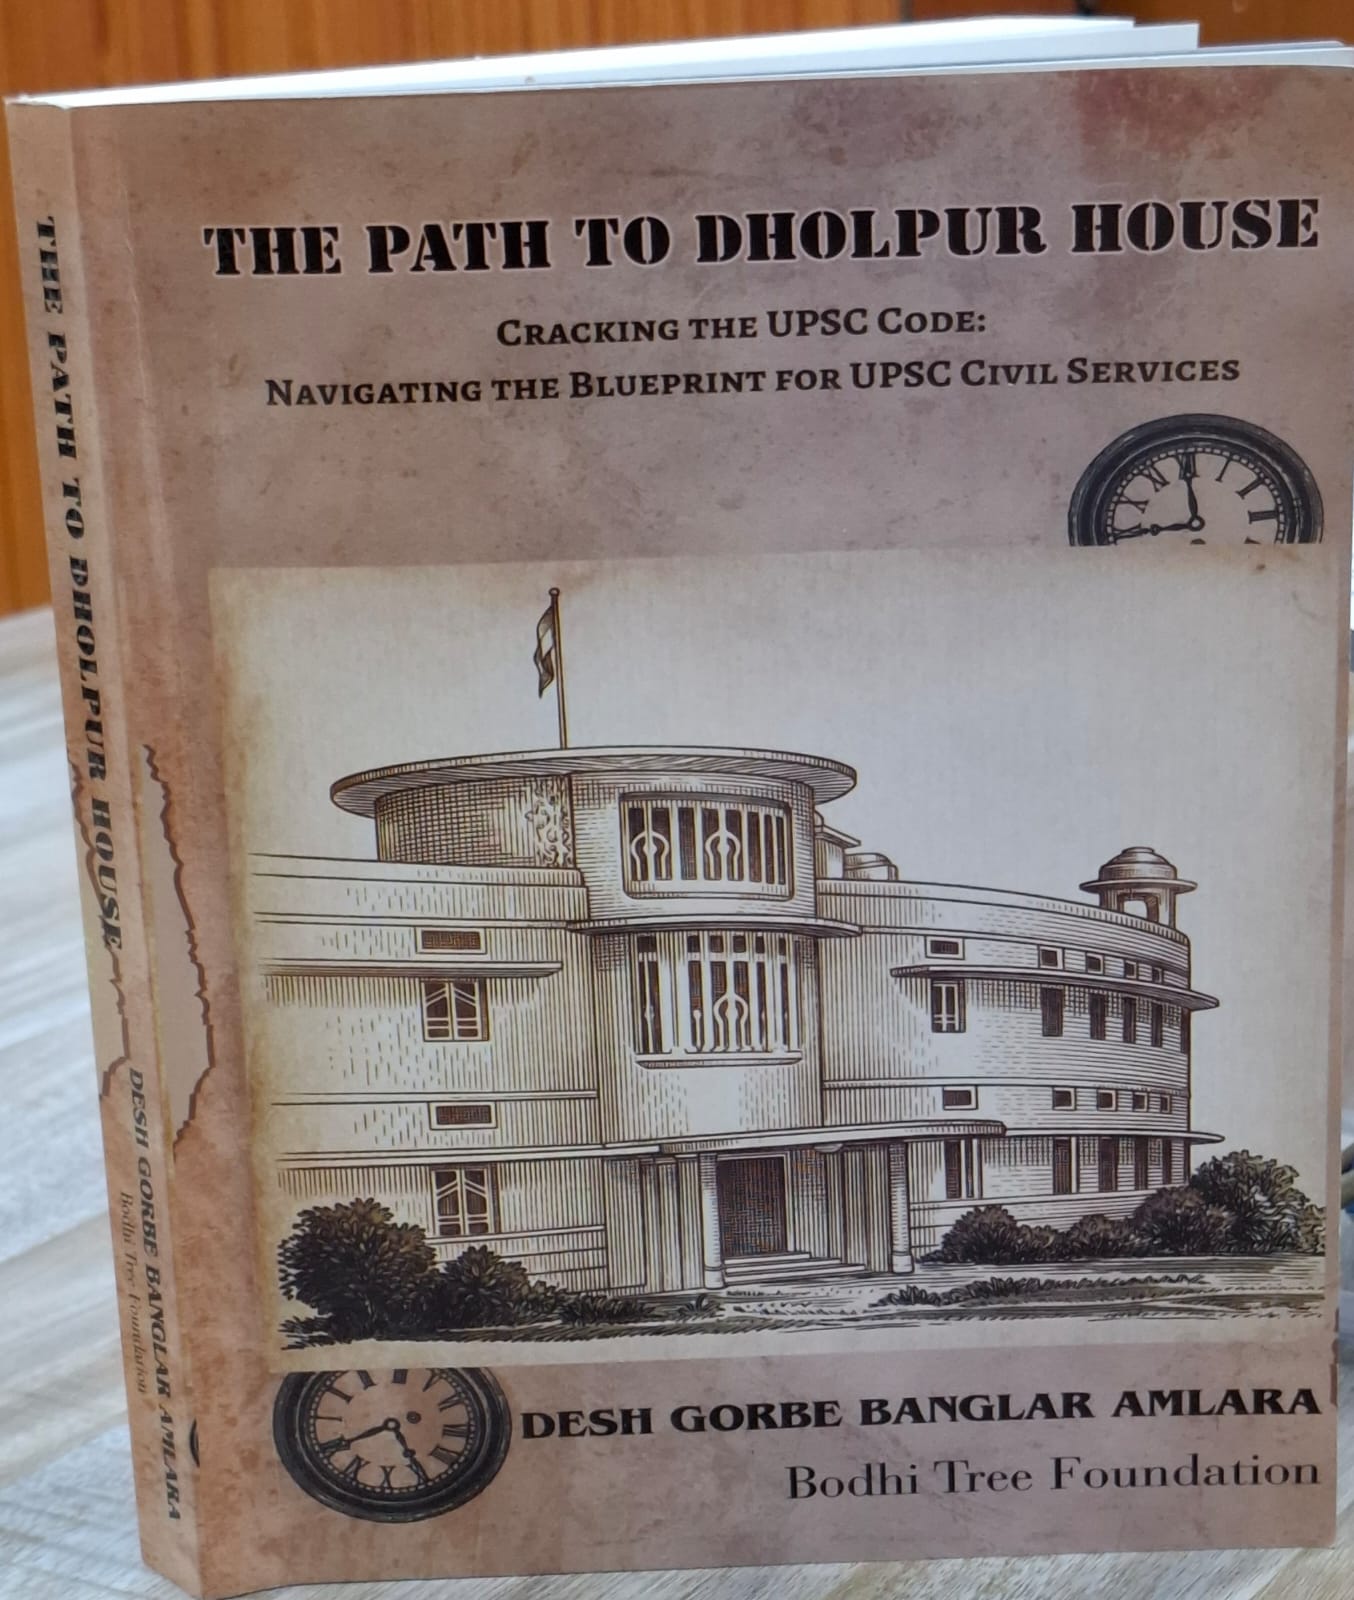 THE PATH TO DHOLPUR HOUSE
CRACKING THE UPSC CODE:
NAVIGATING THE BLUEPRINT FOR UPSC CIVIL SERVICES
DESH GORBE BANGLAR AMLARA
Bodhi Tree Foundation
THE PATH TO DHOLPUR HOUSE
DESH GORBE BANGLAR AMLARA
Bodhi Tree Foundation